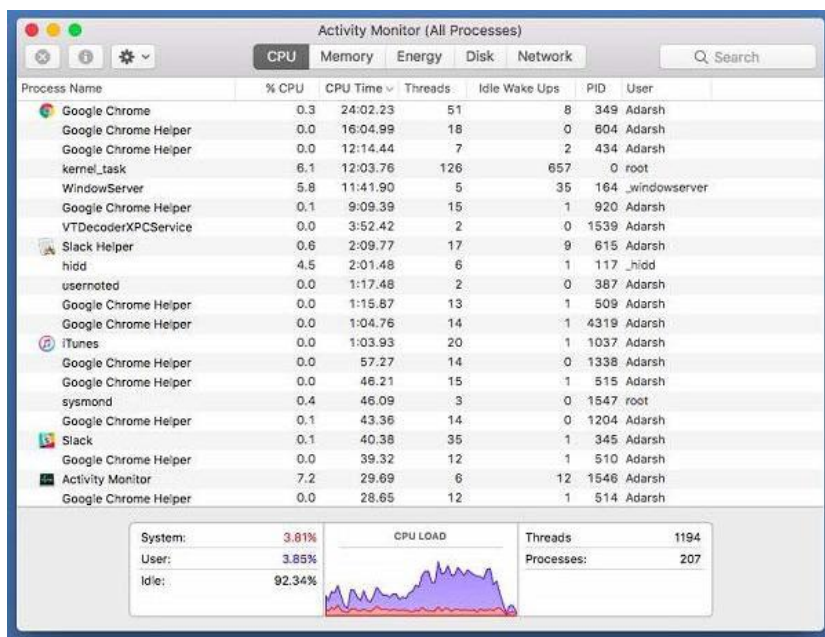 Activity Monitor (All Processes)
CPU Memory Energy Disk Network Search
Process Name % CPU CPU Time Threads Idle Wake Ups PID User
Google Chrome 0.3 24:02.23 51 8 349 Adarsh
Google Chrome Helper 0.0 16:04.99 18 0 604 Adarsh
Google Chrome Helper 0.0 12:14.44 7 2 434 Adarsh
kernel_task 6.1 12:03.76 126 657 0 root
WindowServer 5.8 11:41.90 5 35 164 _windowserver
Google Chrome Helper 0.1 9:09.39 15 1 920 Adarsh
VTDecoderXPCService 0.0 3:52.42 2 0 1539 Adarsh
Slack Helper 0.6 2:09.77 17 9 615 Adarsh
hidd 4.5 2:01.48 6 1 117 _hidd
usernoted 0.0 1:17.48 2 0 387 Adarsh
Google Chrome Helper 0.0 1:15.87 13 1 509 Adarsh
Google Chrome Helper 0.0 1:04.76 14 1 4319 Adarsh
iTunes 0.0 1:03.93 20 1 1037 Adarsh
Google Chrome Helper 0.0 57.27 14 0 1338 Adarsh
Google Chrome Helper 0.0 46.21 15 1 515 Adarsh
sysmond 0.4 46.09 3 0 1547 root
Google Chrome Helper 0.1 43.36 14 0 1204 Adarsh
Slack 0.1 40.38 35 1 345 Adarsh
Google Chrome Helper 0.0 39.32 12 1 510 Adarsh
Activity Monitor 7.2 29.69 6 12 1546 Adarsh
Google Chrome Helper 0.0 28.65 12 1 514 Adarsh
System: 3.81% CPU LOAD Threads 1194
User: 3.85% Processes: 207
Idle: 92.34%